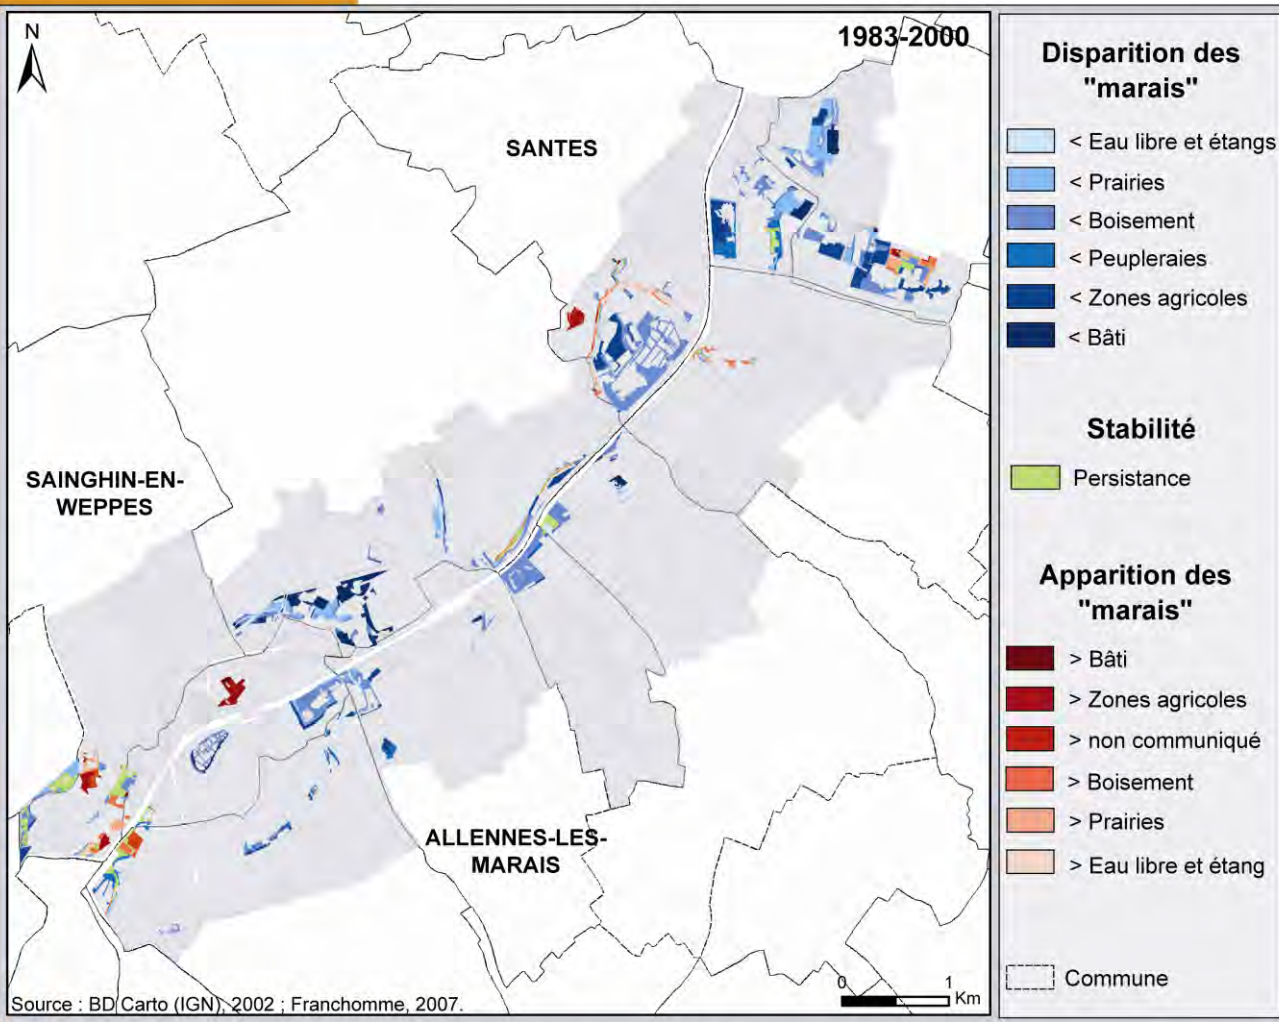 N
1983-2000
SANTES
SAINGHIN-EN-
WEPPES
ALLENNES-LES-
MARAIS
0 1
Km
Source : BD Carto (IGN), 2002 ; Franchomme, 2007.
Disparition des
"marais"
< Eau libre et étangs
< Prairies
< Boisement
< Peupleraies
< Zones agricoles
< Bâti
Stabilité
Persistance
Apparition des
"marais"
> Bâti
> Zones agricoles
> non communiqué
> Boisement
> Prairies
> Eau libre et étang
Commune